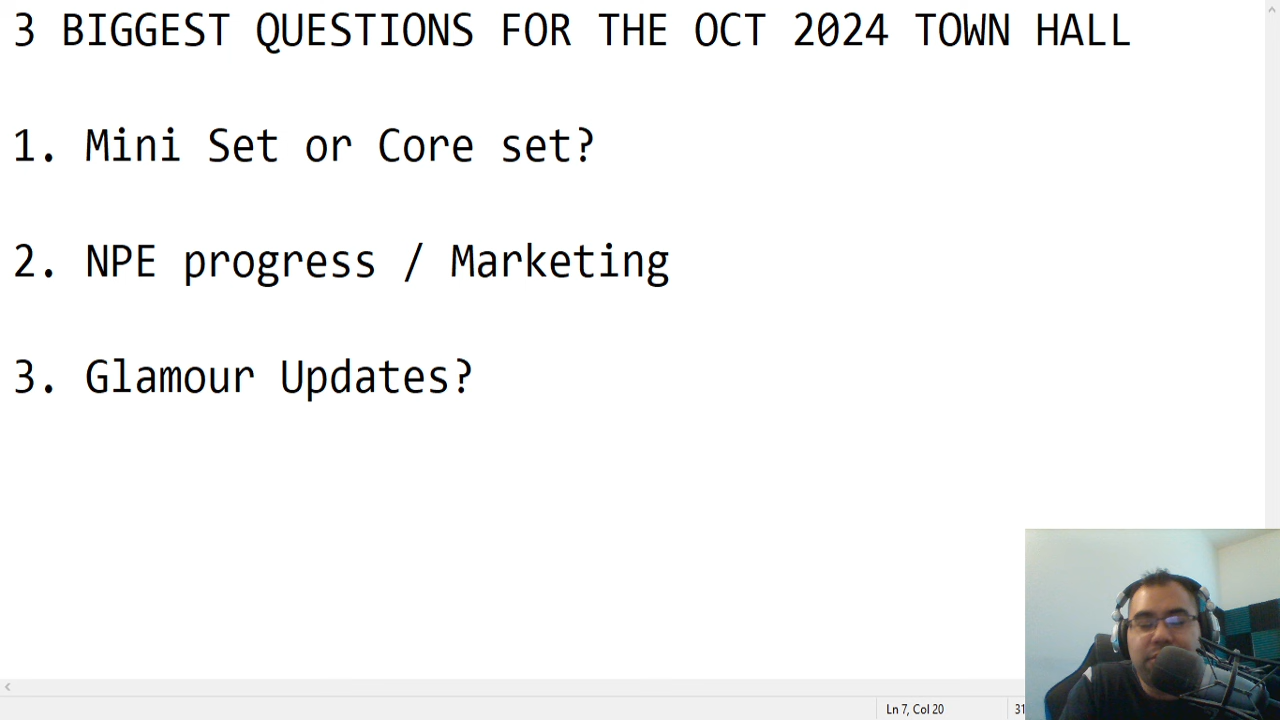 3 BIGGEST QUESTIONS FOR THE OCT 2024 TOWN HALL
1. Mini Set or Core set?
2. NPE progress / Marketing
3. Glamour Updates?
Ln 7, Col 20